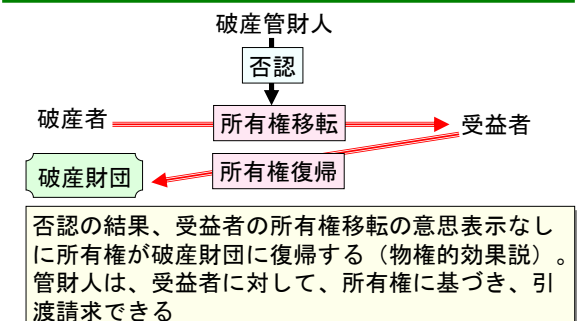 破産管財人
否認
破産者
所有権移転
受益者
破産財団
所有権復帰
否認の結果、受益者の所有権移転の意思表示なし
に所有権が破産財団に復帰する（物権的効果説）。
管財人は、受益者に対して、所有権に基づき、引
渡請求できる